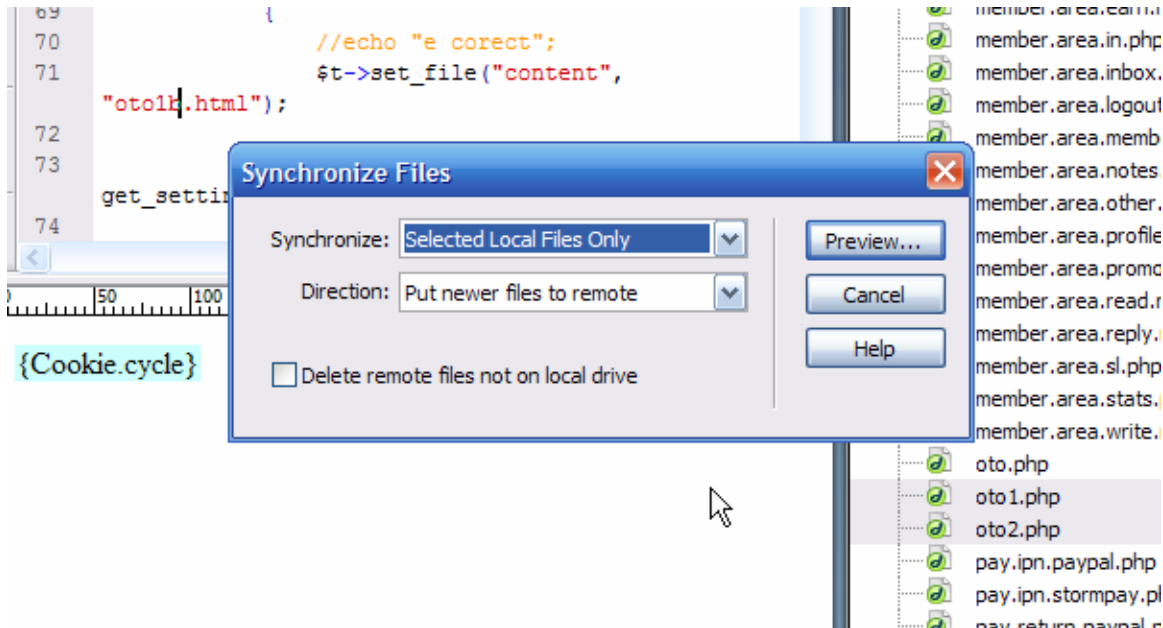 69 {
70 //echo "e corect";
71 $t->set_file("content",
"oto1b.html");
72
73
74
50 100
{Cookie.cycle}
Synchronize Files
Synchronize: Selected Local Files Only
Direction: Put newer files to remote
Delete remote files not on local drive
Preview...
Cancel
Help
member.area.in.php
member.area.inbox.
member.area.logout
member.area.memb
member.area.notes.
member.area.other.
member.area.profile
member.area.promo
member.area.read.
member.area.reply.
member.area.sl.php
member.area.stats.
member.area.write.
oto.php
oto1.php
oto2.php
pay.ipn.paypal.php
pay.ipn.stormpay.p